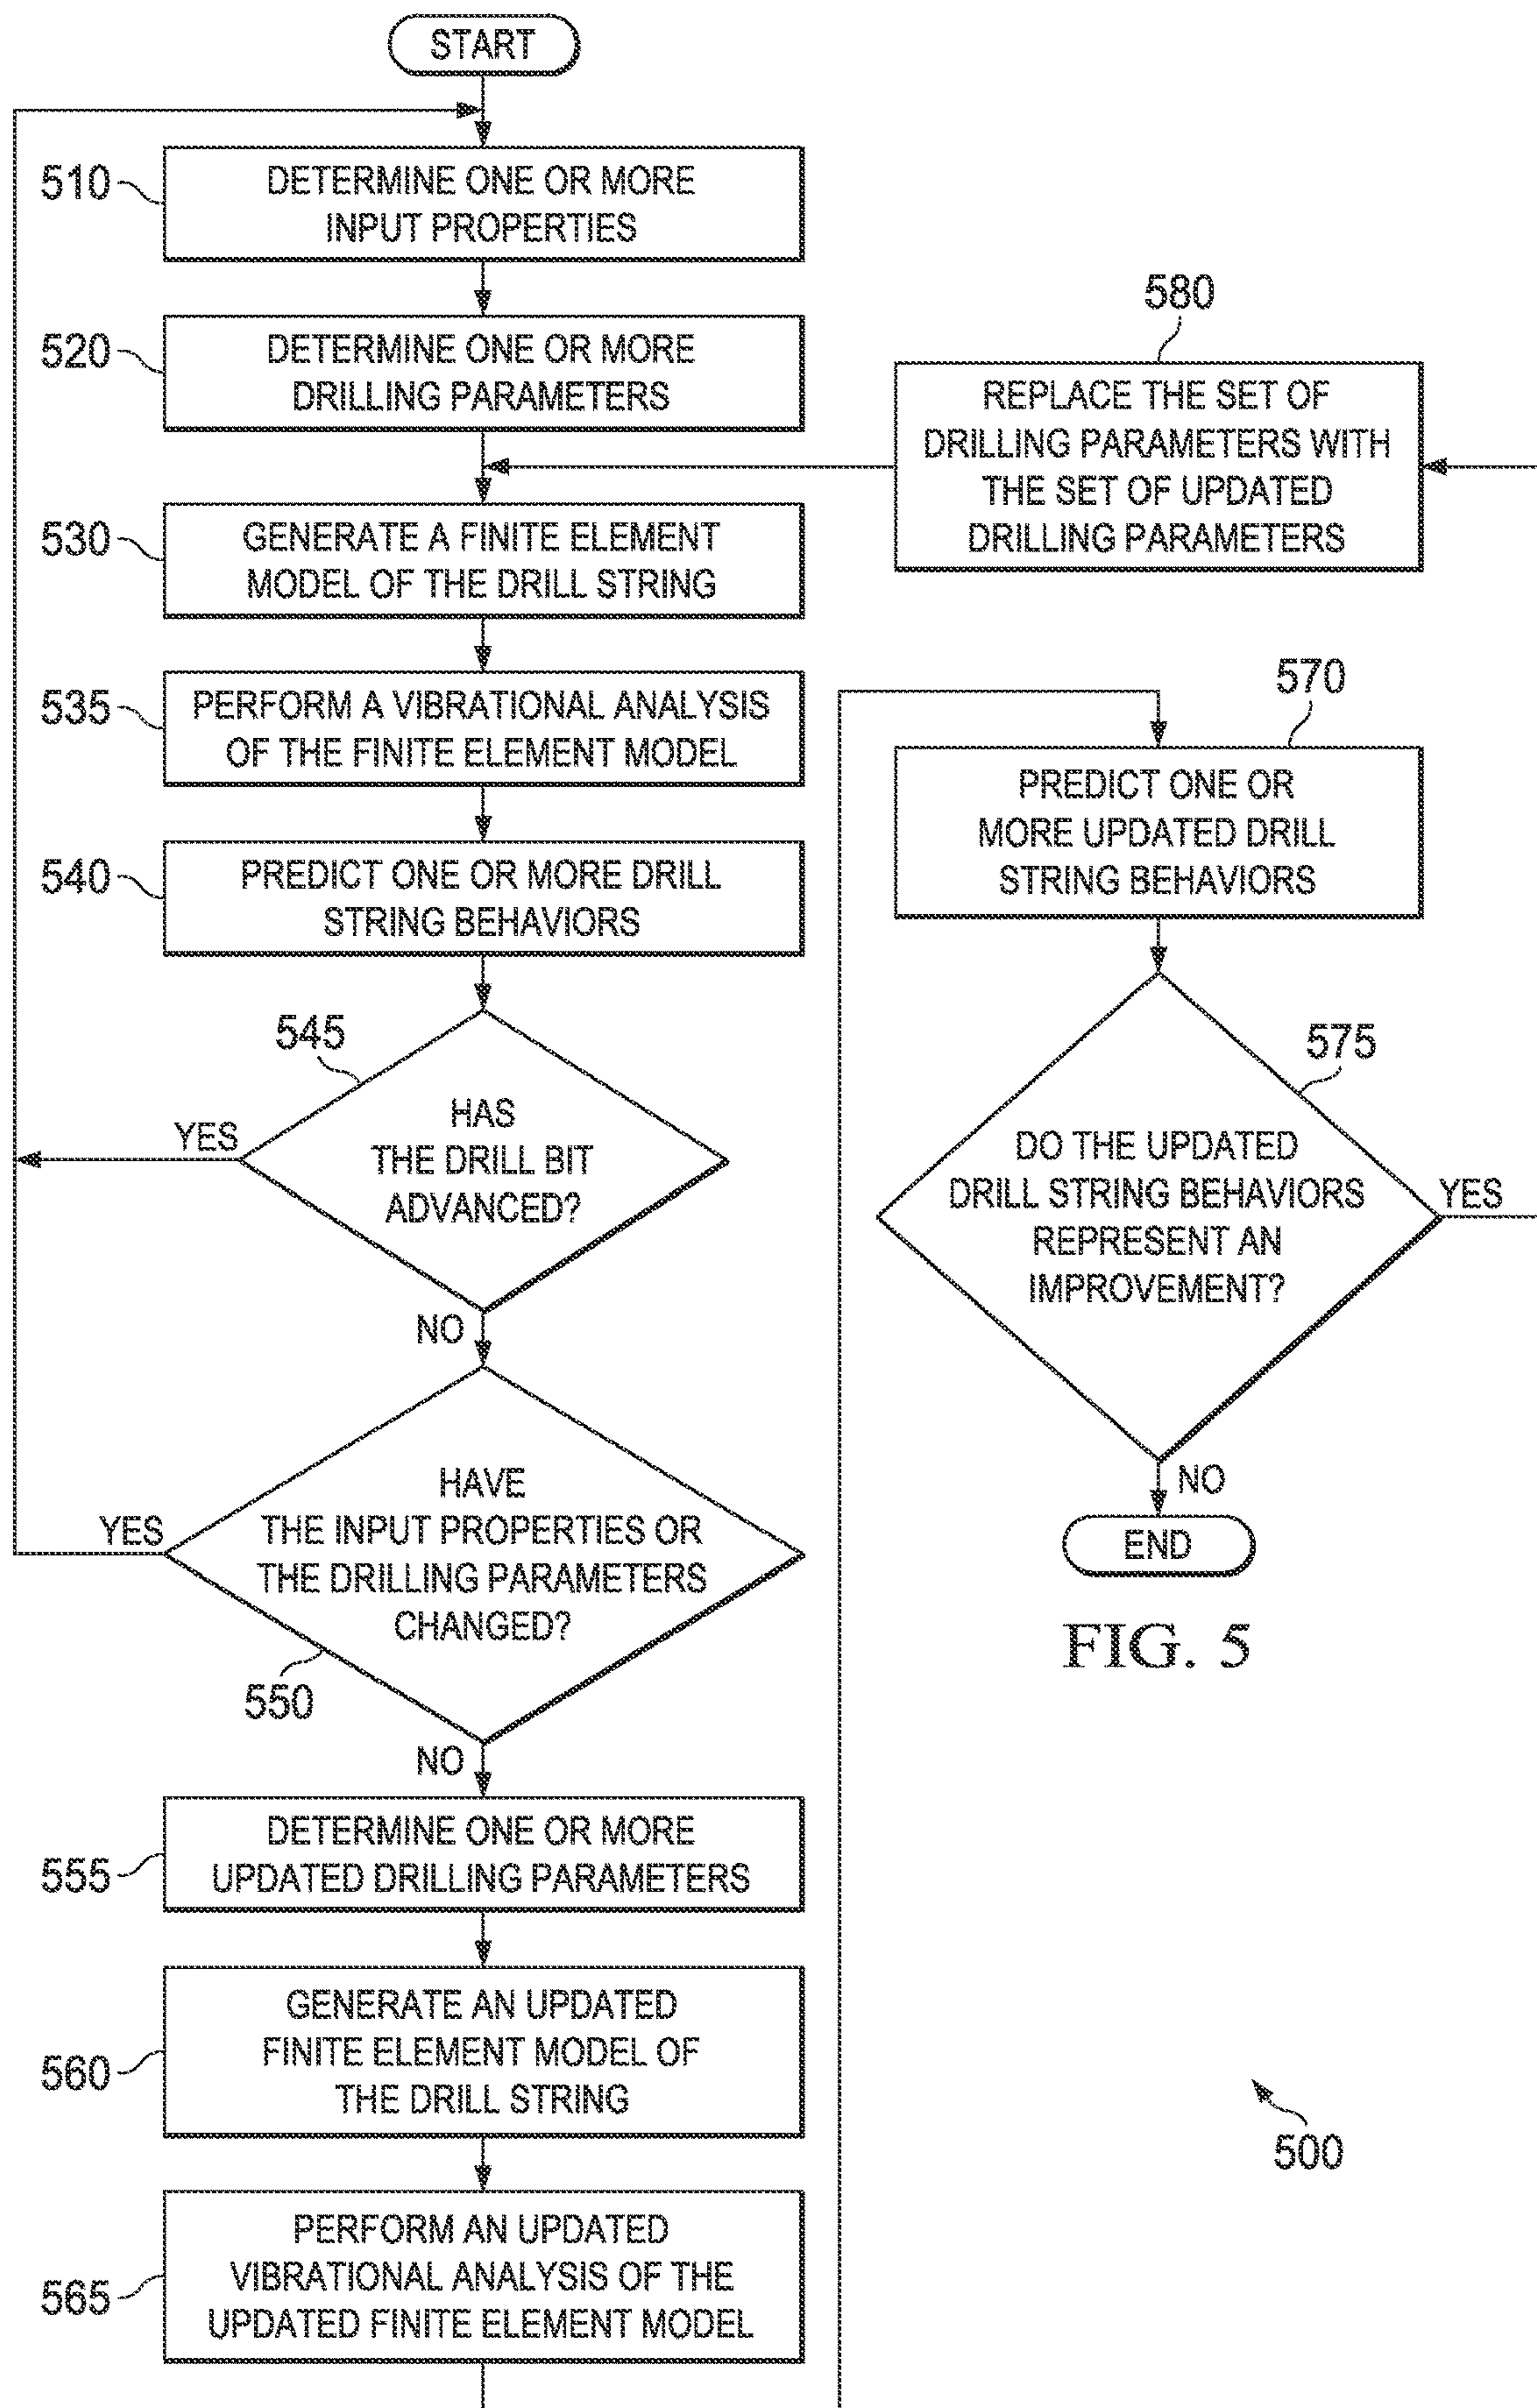 START
510
DETERMINE ONE OR MORE
INPUT PROPERTIES
520
DETERMINE ONE OR MORE
DRILLING PARAMETERS
530
GENERATE A FINITE ELEMENT
MODEL OF THE DRILL STRING
535
PERFORM A VIBRATIONAL ANALYSIS
OF THE FINITE ELEMENT MODEL
540
PREDICT ONE OR MORE DRILL
STRING BEHAVIORS
545
HAS
THE DRILL BIT
ADVANCED?
YES
NO
HAVE
THE INPUT PROPERTIES OR
THE DRILLING PARAMETERS
CHANGED?
YES
550
NO
555
DETERMINE ONE OR MORE
UPDATED DRILLING PARAMETERS
560
GENERATE AN UPDATED
FINITE ELEMENT MODEL OF
THE DRILL STRING
565
PERFORM AN UPDATED
VIBRATIONAL ANALYSIS OF THE
UPDATED FINITE ELEMENT MODEL
580
REPLACE THE SET OF
DRILLING PARAMETERS WITH
THE SET OF UPDATED
DRILLING PARAMETERS
570
PREDICT ONE OR
MORE UPDATED DRILL
STRING BEHAVIORS
575
DO THE UPDATED
DRILL STRING BEHAVIORS
REPRESENT AN
IMPROVEMENT?
YES
NO
END
FIG. 5
500